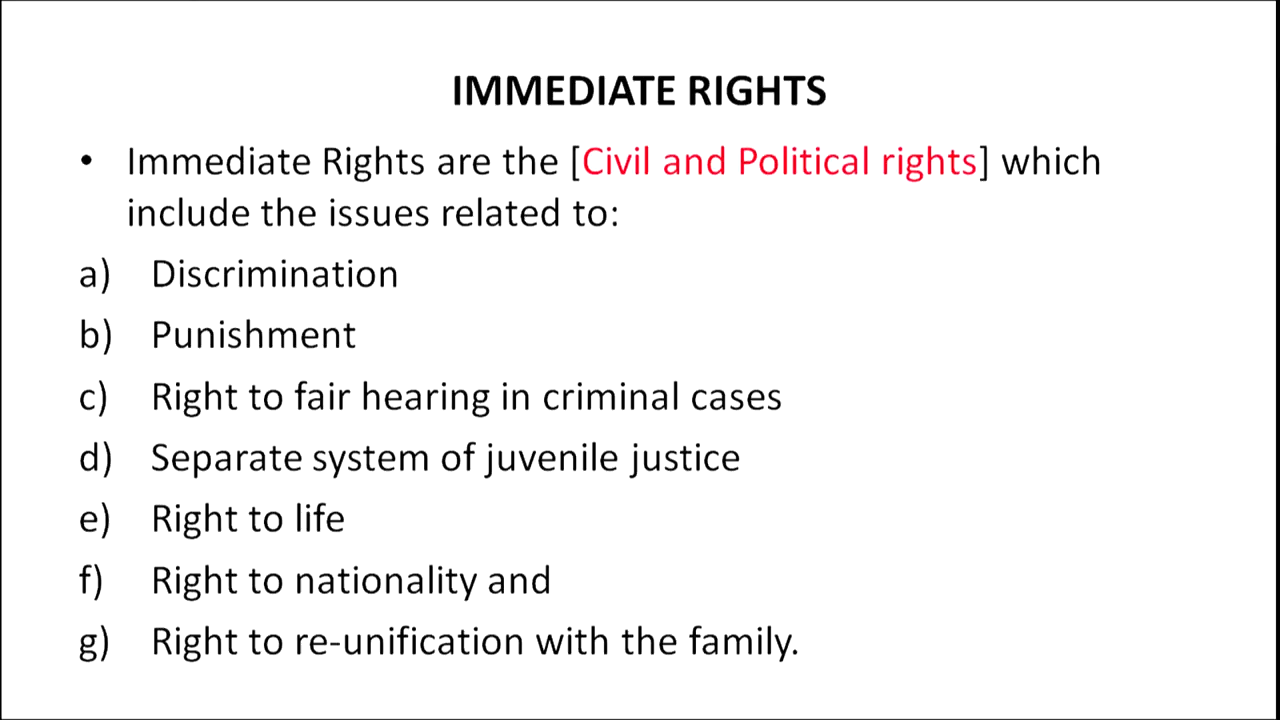 IMMEDIATE RIGHTS
• Immediate Rights are the [Civil and Political rights] which
include the issues related to:
a) Discrimination
b) Punishment
c) Right to fair hearing in criminal cases
d) Separate system of juvenile justice
e) Right to life
f) Right to nationality and
g) Right to re-unification with the family.